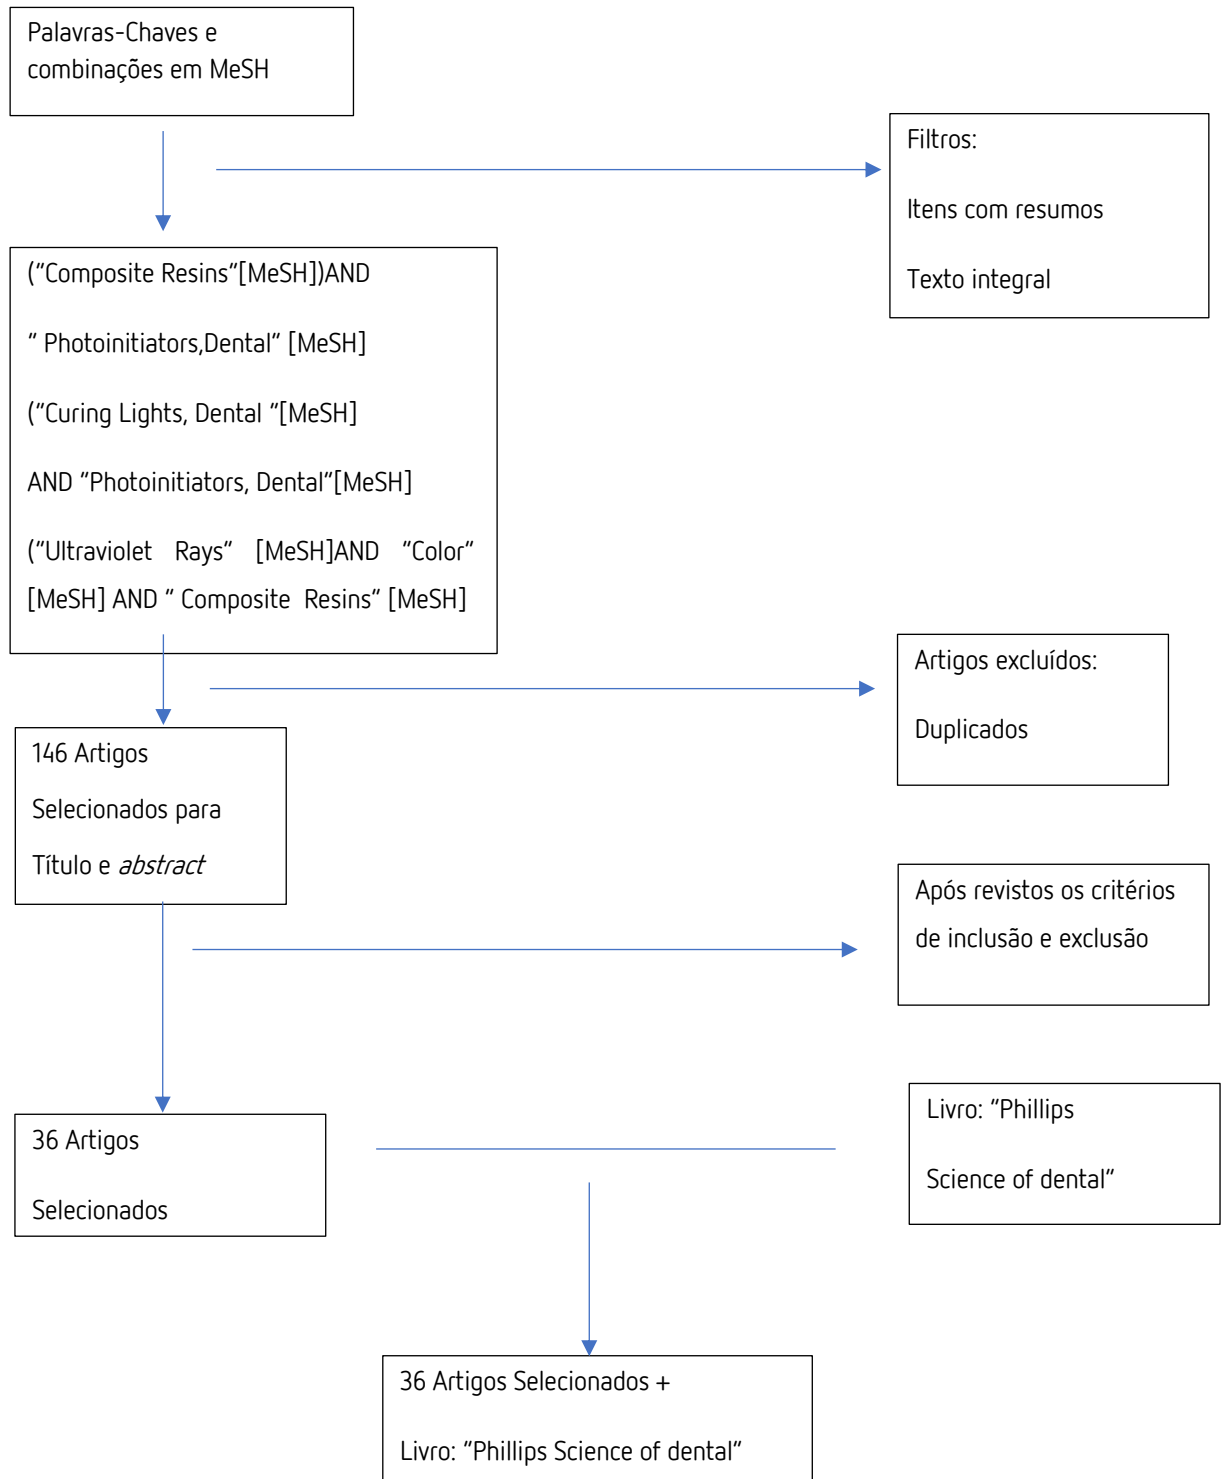 Palavras-Chaves e
combinações em MeSH
Filtros:
Itens com resumos
Texto integral
("Composite Resins"[MeSH])AND
" Photoinitiators,Dental" [MeSH]
("Curing Lights, Dental "[MeSH]
AND "Photoinitiators, Dental"[MeSH]
("Ultraviolet Rays" [MeSH]AND "Color"
[MeSH] AND " Composite Resins" [MeSH]
Artigos excluídos:
Duplicados
146 Artigos
Selecionados para
Título e abstract
Após revistos os critérios
de inclusão e exclusão
36 Artigos
Selecionados
Livro: "Phillips
Science of dental"
36 Artigos Selecionados +
Livro: "Phillips Science of dental"